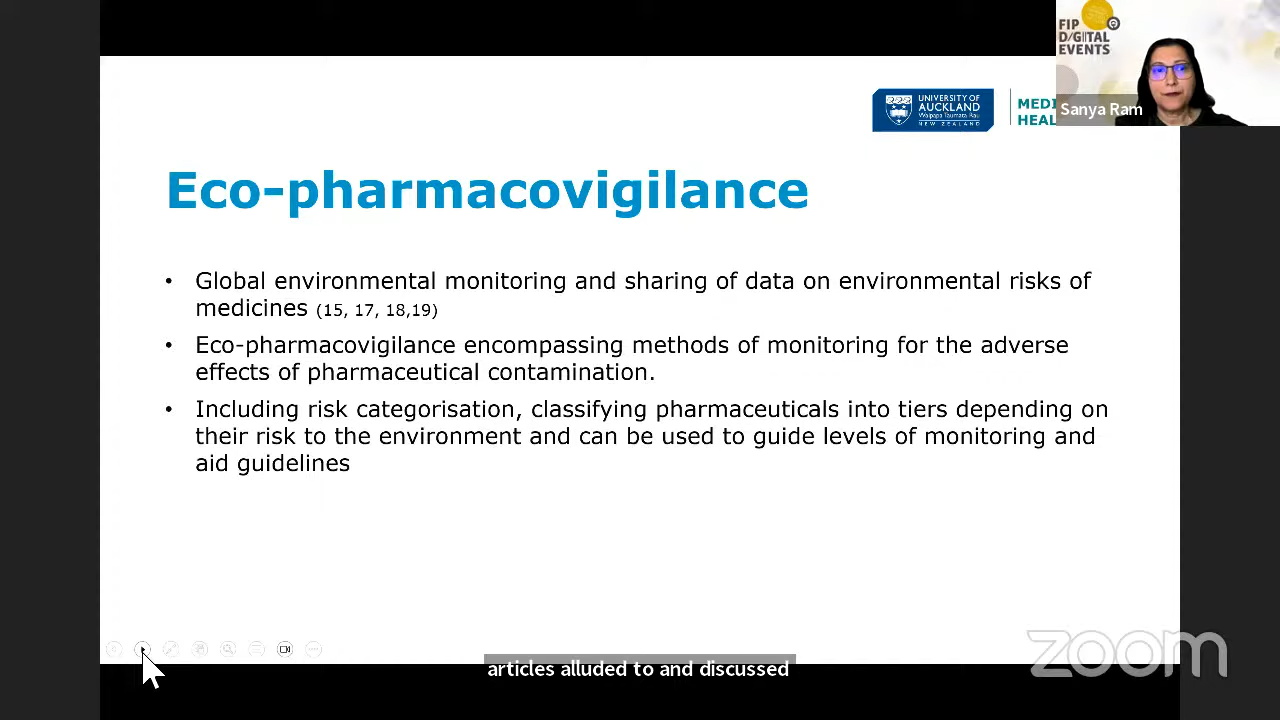 FIP
DIGITAL
EVENTS
Sanya Ram
UNIVERSITY OF
AUCKLAND
Waipapa Taumata Rau
NEW ZEALAND
MEDI
HEAL
Eco-pharmacovigilance
• Global environmental monitoring and sharing of data on environmental risks of
medicines (15, 17, 18,19)
• Eco-pharmacovigilance encompassing methods of monitoring for the adverse
effects of pharmaceutical contamination.
• Including risk categorisation, classifying pharmaceuticals into tiers depending on
their risk to the environment and can be used to guide levels of monitoring and
aid guidelines
zoom
articles alluded to and discussed